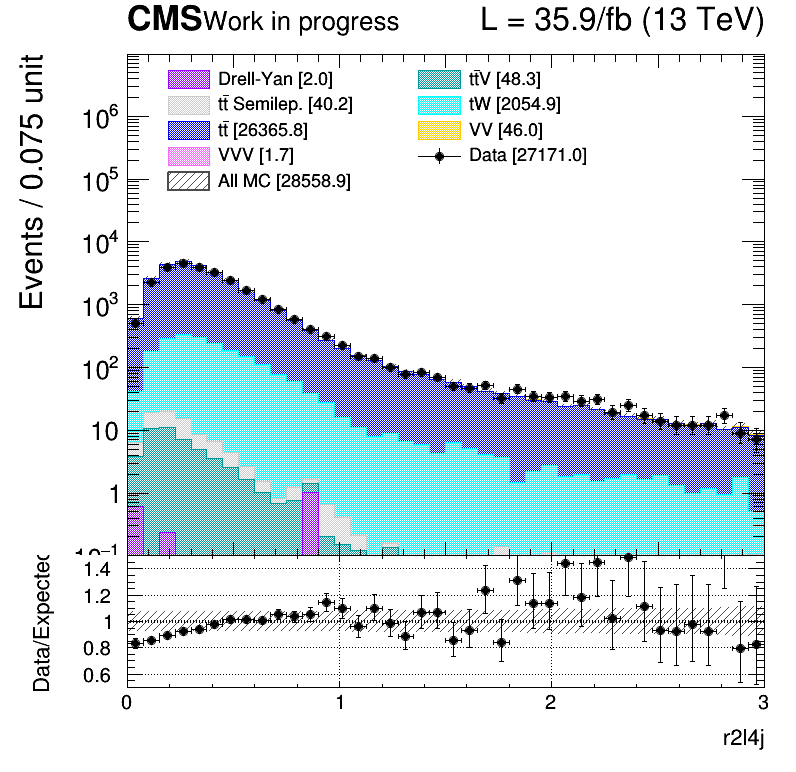 CMS Work in progress L = 35.9/fb (13 TeV)
Drell-Yan [2.0]
tt̄ Semilep. [40.2]
tt̄ [26365.8]
VVV [1.7]
All MC [28558.9]
tt̄V [48.3]
tW [2054.9]
VV [46.0]
Data [27171.0]
Events / 0.075 unit
10⁶
10⁵
10⁴
10³
10²
10
1
10⁻¹
Data/Expected
1.4
1.2
1
0.8
0.6
0 1 2 3
r2l4j